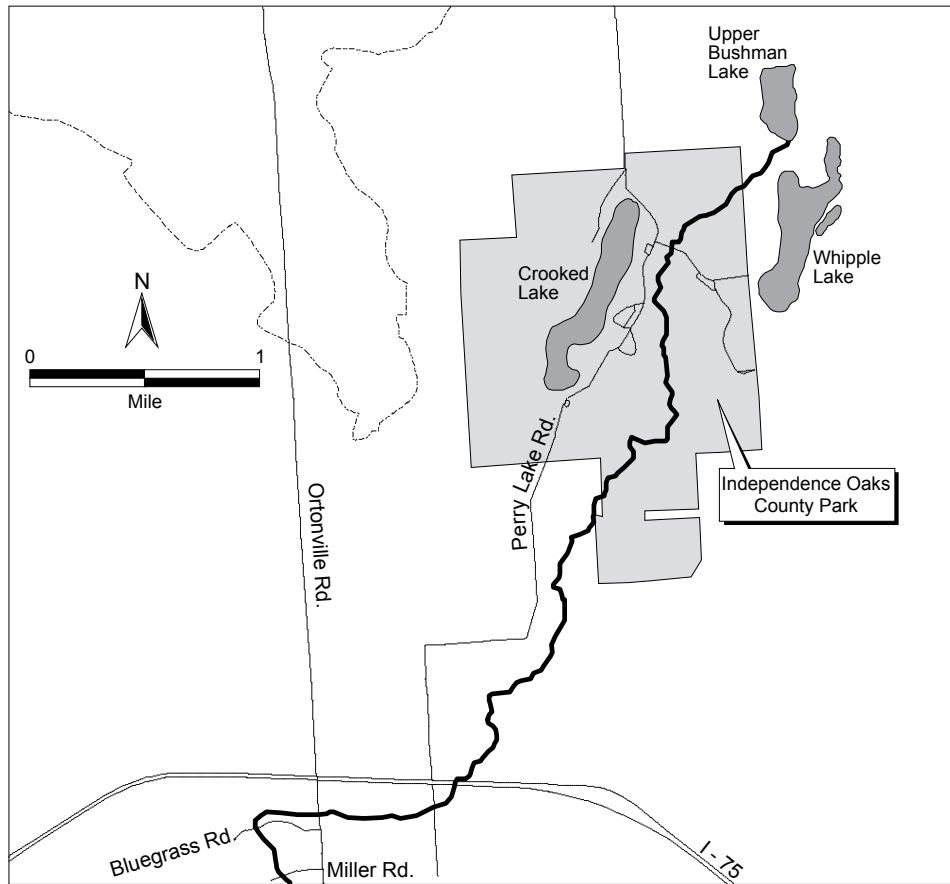 Upper
Bushman
Lake
Crooked
Lake
Whipple
Lake
N
0 1
Mile
Perry Lake Rd.
Independence Oaks
County Park
Ortonville Rd.
Bluegrass Rd.
Miller Rd.
I - 75